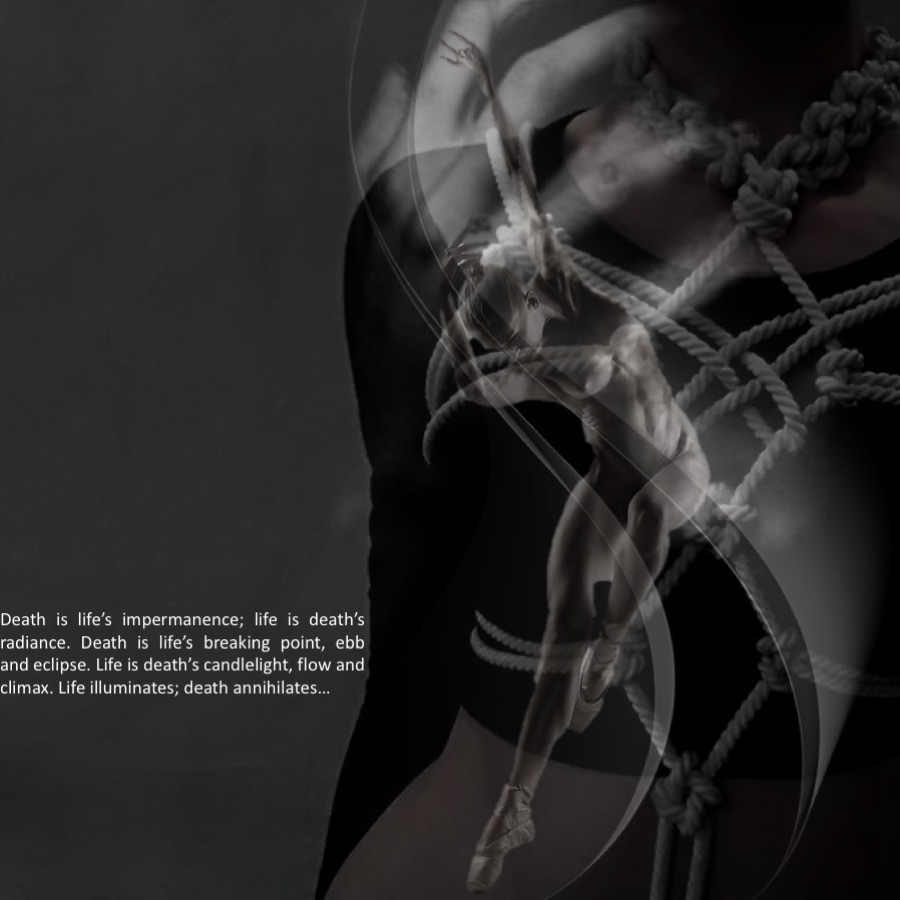 Death is life’s impermanence; life is death’s
radiance. Death is life’s breaking point, ebb
and eclipse. Life is death’s candlelight, flow and
climax. Life illuminates; death annihilates...